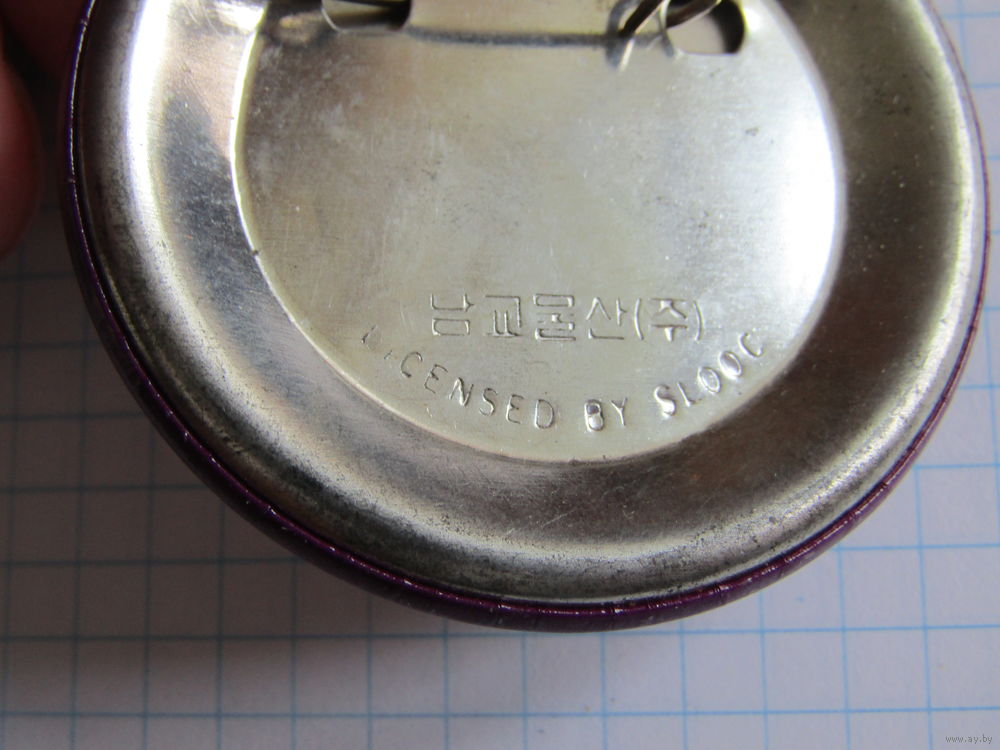 남교물산(주)
LICENSED BY SLOOC
www.ay.by